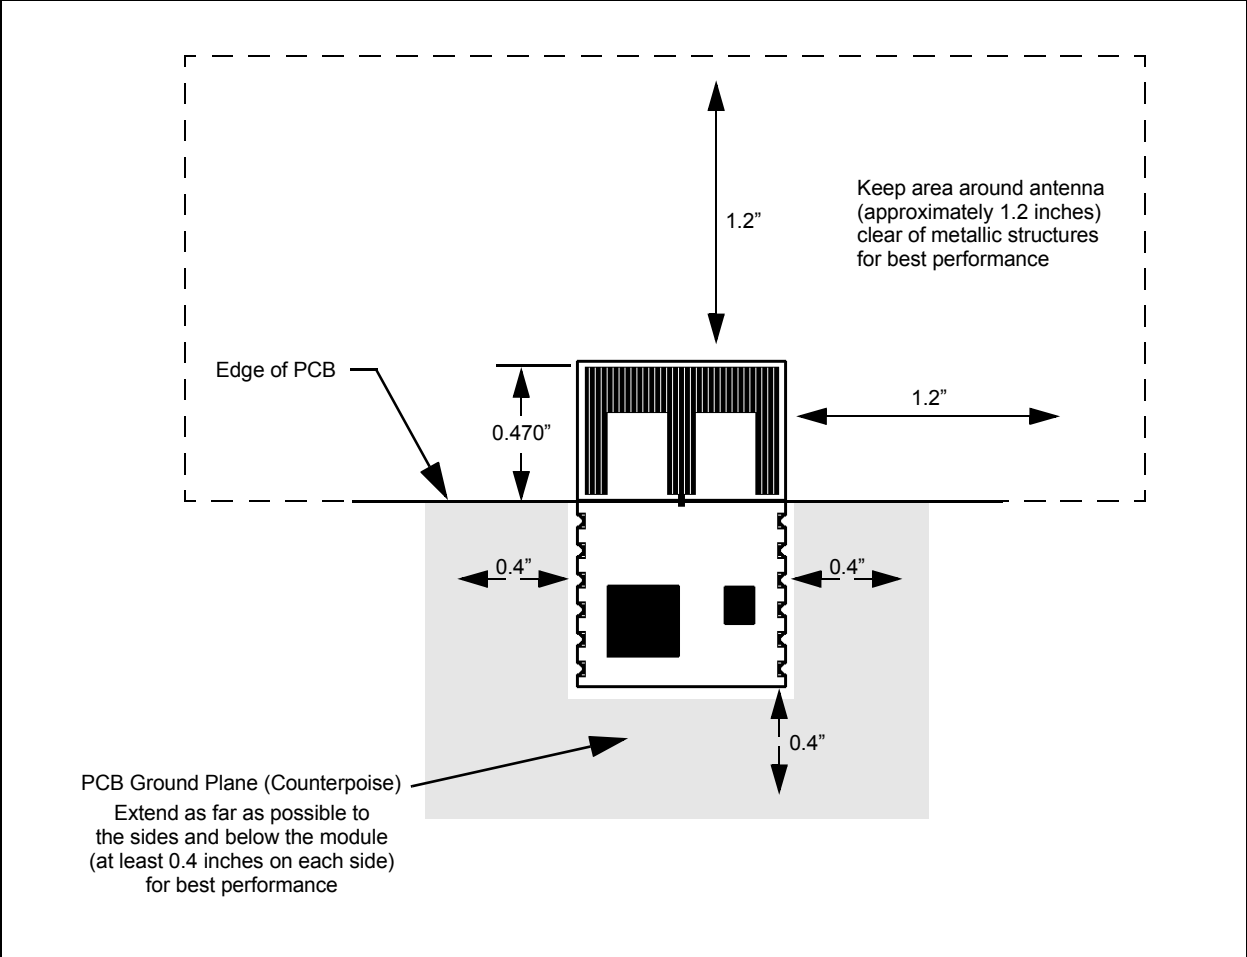 1.2”
Keep area around antenna
(approximately 1.2 inches)
clear of metallic structures
for best performance
Edge of PCB
1.2”
0.470”
0.4”
0.4”
0.4”
PCB Ground Plane (Counterpoise)
Extend as far as possible to
the sides and below the module
(at least 0.4 inches on each side)
for best performance